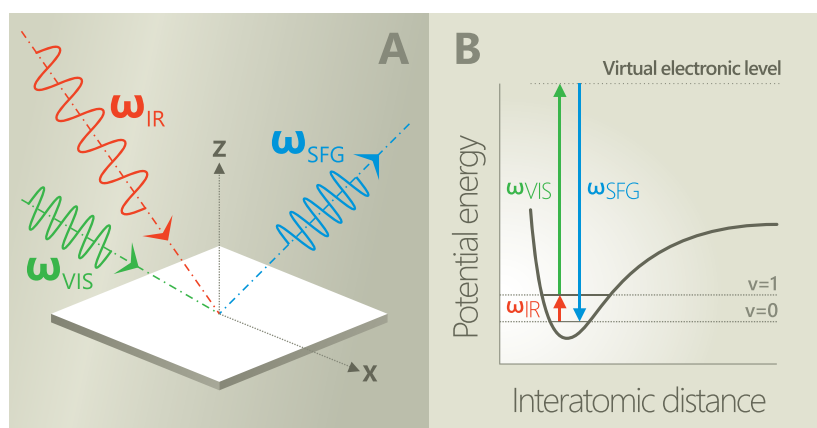 A
ωIR
ωSFG
z
ωVIS
x
B
Virtual electronic level
Potential energy
ωVIS
ωSFG
ωIR
v=1
v=0
Interatomic distance